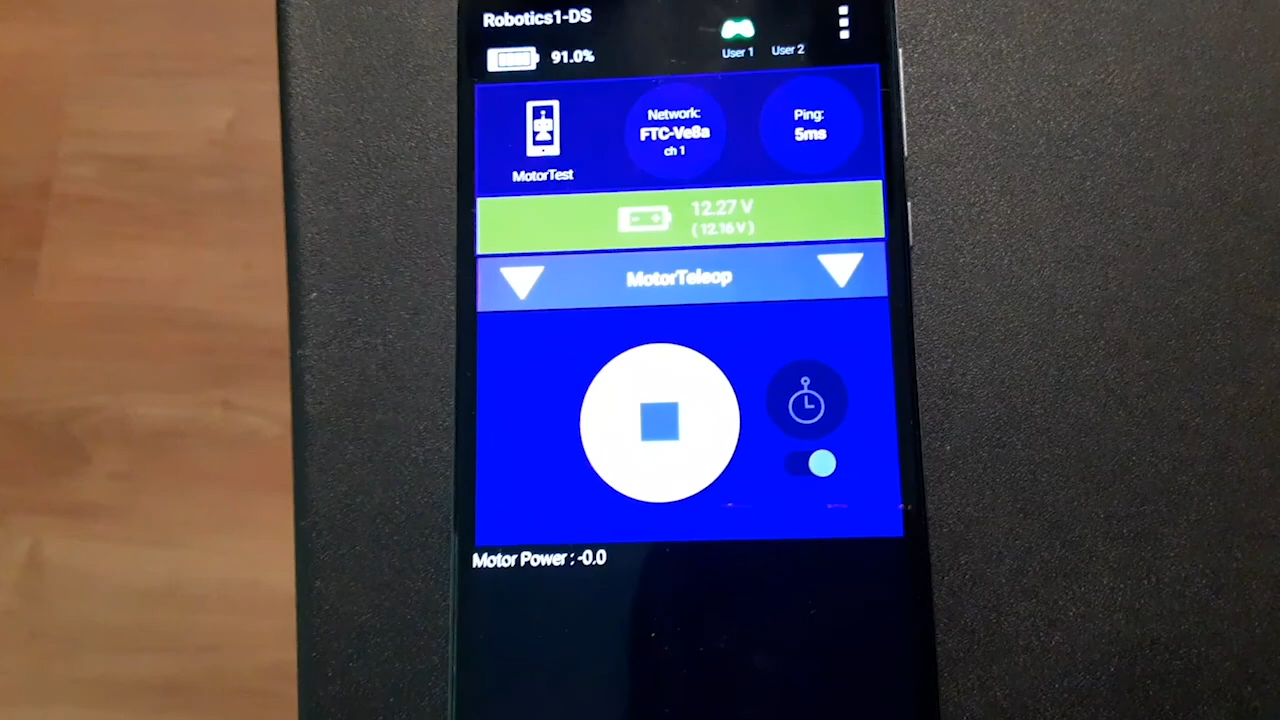 Robotics1-DS
91.0%
User 1
User 2
MotorTest
Network:
FTC-Ve8a
ch 1
Ping:
5ms
12.27 V
( 12.16 V )
MotorTeleop
Motor Power : -0.0